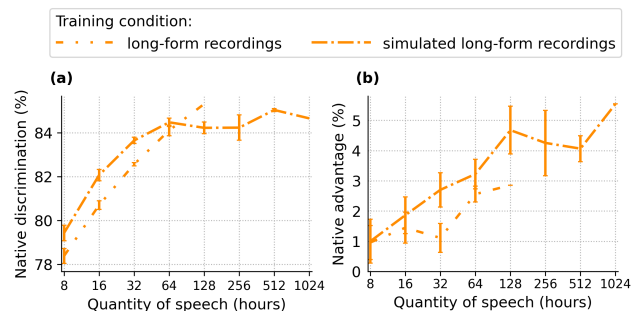 Training condition:
long-form recordings
simulated long-form recordings
(a)
(b)
Native discrimination (%)
84
82
80
78
8 16 32 64 128 256 512 1024
Quantity of speech (hours)
Native advantage (%)
5
4
3
2
1
0
8 16 32 64 128 256 512 1024
Quantity of speech (hours)